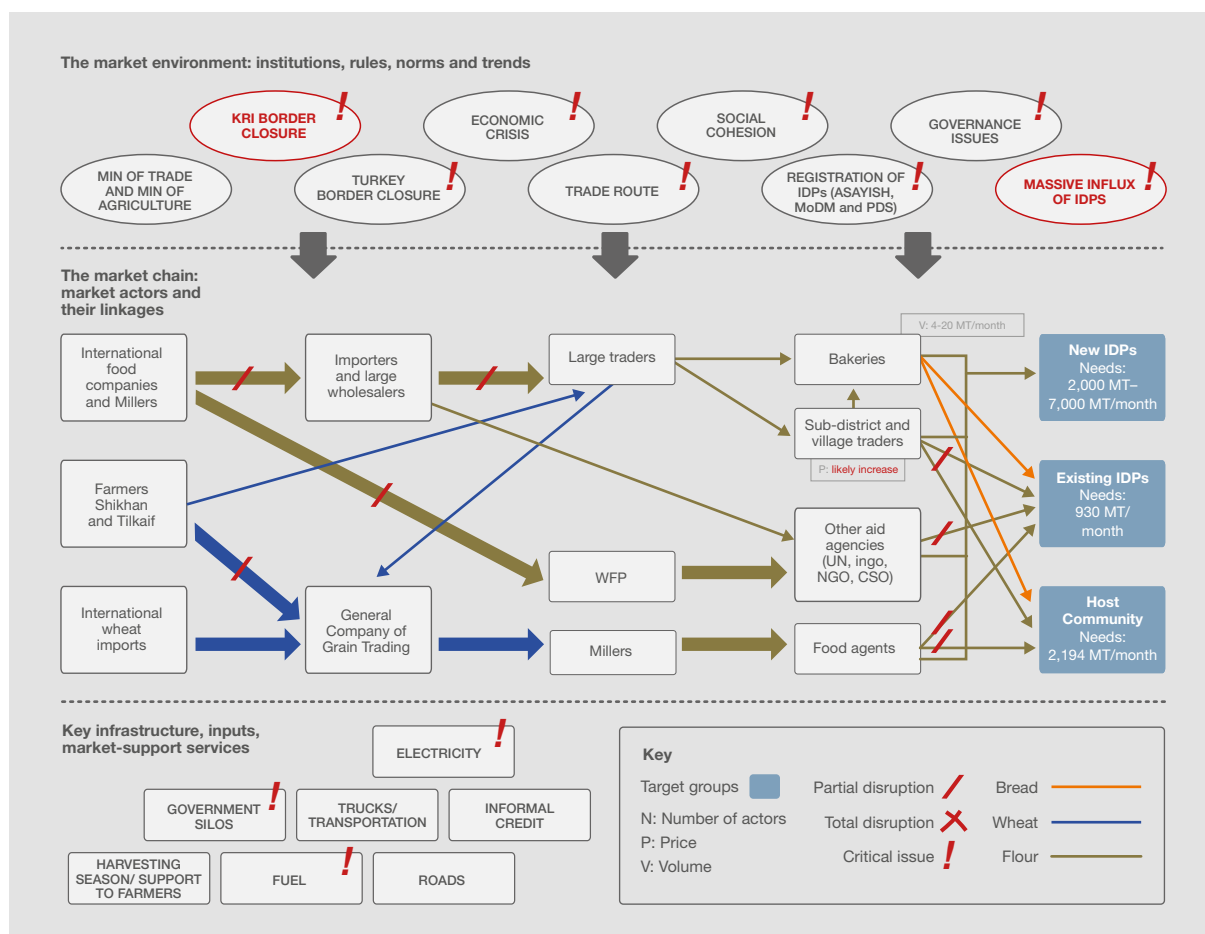 The market environment: institutions, rules, norms and trends
KRI BORDER
CLOSURE
!
ECONOMIC
CRISIS
!
SOCIAL
COHESION
!
GOVERNANCE
ISSUES
!
MIN OF TRADE
AND MIN OF
AGRICULTURE
TURKEY
BORDER CLOSURE
!
TRADE ROUTE
!
REGISTRATION OF
IDPs (ASAYISH,
MoDM and PDS)
!
MASSIVE INFLUX
OF IDPS
!
The market chain:
market actors and
their linkages
International
food
companies
and Millers
Importers
and large
wholesalers
Large traders
V: 4-20 MT/month
Bakeries
New IDPs
Needs:
2,000 MT–
7,000 MT/month
Sub-district and
village traders
P: likely increase
Farmers
Shikhan
and Tilkaif
Existing IDPs
Needs:
930 MT/
month
Other aid
agencies
(UN, ingo,
NGO, CSO)
WFP
International
wheat
imports
General
Company of
Grain Trading
Millers
Food agents
Host
Community
Needs:
2,194 MT/month
Key infrastructure, inputs,
market-support services
ELECTRICITY
!
GOVERNMENT
SILOS
!
TRUCKS/
TRANSPORTATION
INFORMAL
CREDIT
HARVESTING
SEASON/ SUPPORT
TO FARMERS
FUEL
!
ROADS
Key
Target groups
N: Number of actors
P: Price
V: Volume
Partial disruption
Total disruption
Critical issue !
Bread
Wheat
Flour